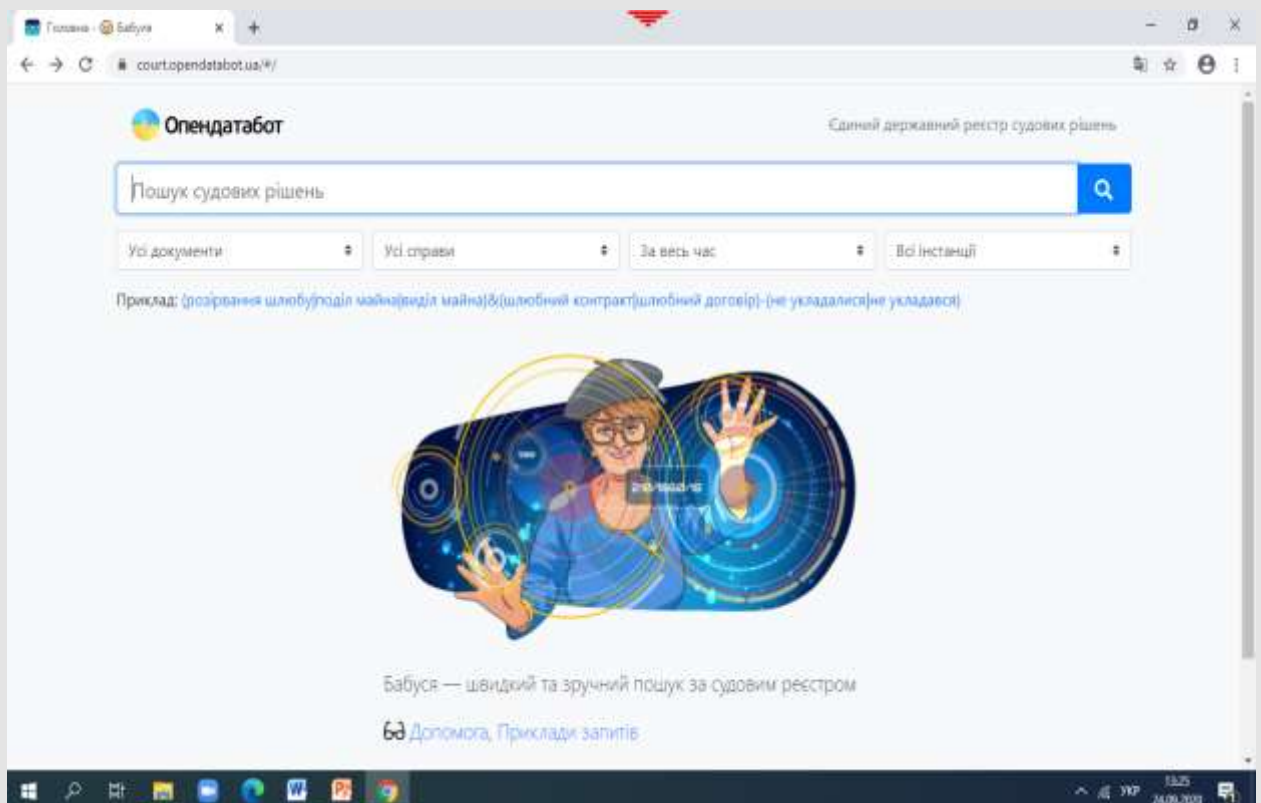 Головна - Бабуся
court.opendatabot.ua/#/
Опендатабот
Єдиний державний реєстр судових рішень
Пошук судових рішень
Усі документи
Усі справи
За весь час
Всі інстанції
Приклад: (розірвання шлюбу|поділ майна|виділ майна)&(шлюбний контракт|шлюбний договір)-(не укладалися|не укладався)
Бабуся — швидкий та зручний пошук за судовим реєстром
Допомога, Приклади запитів
УКР
13:25